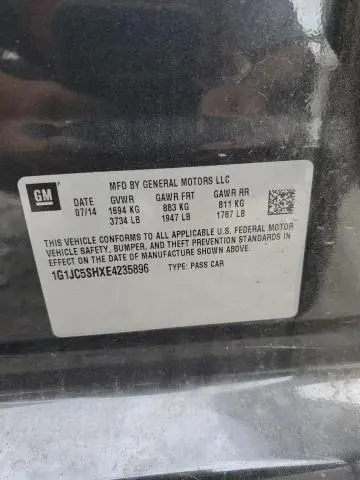 GM
MFD BY GENERAL MOTORS LLC
DATE GVWR GAWR FRT GAWR RR
07/14 1694 KG 883 KG 811 KG
3734 LB 1947 LB 1787 LB
THIS VEHICLE CONFORMS TO ALL APPLICABLE U.S. FEDERAL MOTOR
VEHICLE SAFETY, BUMPER, AND THEFT PREVENTION STANDARDS IN
EFFECT ON THE DATE OF MANUFACTURE SHOWN ABOVE.
1G1JC5SHXE4235896 TYPE: PASS CAR